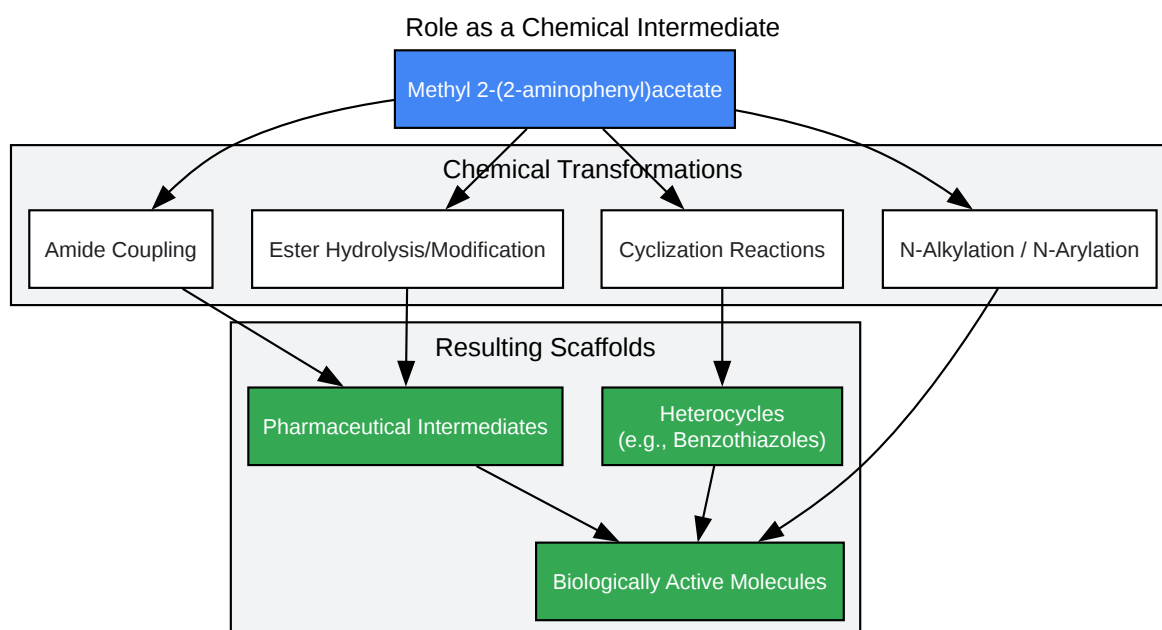 Role as a Chemical Intermediate
Methyl 2-(2-aminophenyl)acetate
Chemical Transformations
Amide Coupling
Ester Hydrolysis/Modification
Cyclization Reactions
N-Alkylation / N-Arylation
Resulting Scaffolds
Pharmaceutical Intermediates
Heterocycles
(e.g., Benzothiazoles)
Biologically Active Molecules